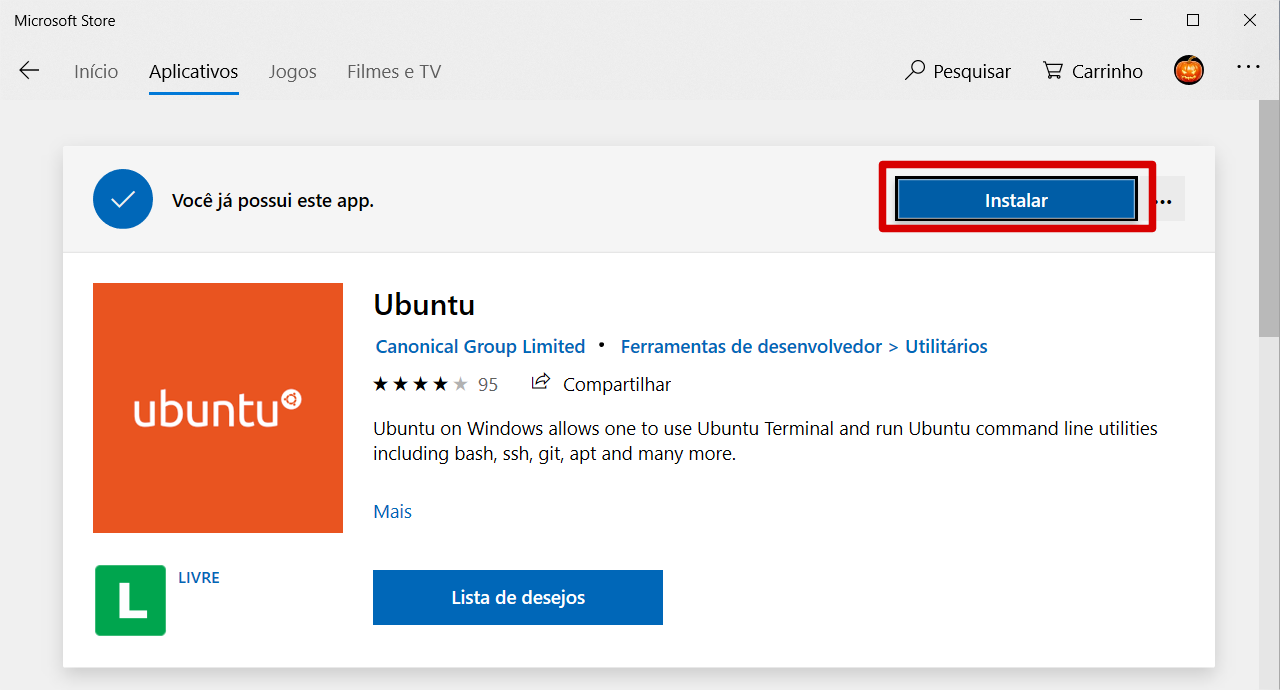 Microsoft Store
Início Aplicativos Jogos Filmes e TV Pesquisar Carrinho
Você já possui este app. Instalar
Ubuntu
Canonical Group Limited • Ferramentas de desenvolvedor > Utilitários
95 Compartilhar
ubuntu
Ubuntu on Windows allows one to use Ubuntu Terminal and run Ubuntu command line utilities
including bash, ssh, git, apt and many more.
Mais
L LIVRE
Lista de desejos